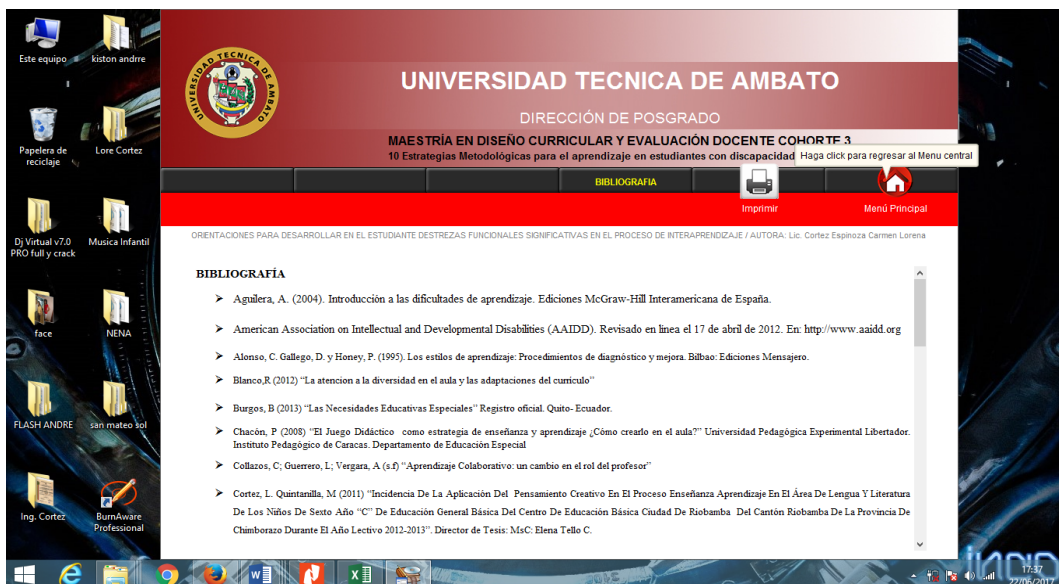 Este equipo
kiston andrre
Papelera de
reciclaje
Lore Cortez
Dj Virtual v7.0
PRO full y crack
Musica Infantil
face
NENA
FLASH ANDRE
san mateo sol
Ing. Cortez
BurnAware
Professional
UNIVERSIDAD TECNICA DE AMBATO
UNIVERSIDAD TECNICA DE AMBATO
DIRECCIÓN DE POSGRADO
MAESTRÍA EN DISEÑO CURRICULAR Y EVALUACIÓN DOCENTE COHORTE 3
10 Estrategias Metodológicas para el aprendizaje en estudiantes con discapacidad
Haga click para regresar al Menu central
BIBLIOGRAFIA
Imprimir
Menú Principal
ORIENTACIONES PARA DESARROLLAR EN EL ESTUDIANTE DESTREZAS FUNCIONALES SIGNIFICATIVAS EN EL PROCESO DE INTERAPRENDIZAJE / AUTORA: Lic. Cortez Espinoza Carmen Lorena
BIBLIOGRAFÍA
➢ Aguilera, A. (2004). Introducción a las dificultades de aprendizaje. Ediciones McGraw-Hill Interamericana de España.
➢ American Association on Intellectual and Developmental Disabilities (AAIDD). Revisado en linea el 17 de abril de 2012. En: http://www.aaidd.org
➢ Alonso, C. Gallego, D. y Honey, P. (1995). Los estilos de aprendizaje: Procedimientos de diagnóstico y mejora. Bilbao: Ediciones Mensajero.
➢ Blanco,R (2012) “La atencion a la diversidad en el aula y las adaptaciones del curriculo”
➢ Burgos, B (2013) “Las Necesidades Educativas Especiales” Registro oficial. Quito- Ecuador.
➢ Chacón, P (2008) “El Juego Didáctico como estrategia de enseñanza y aprendizaje ¿Cómo crearlo en el aula?” Universidad Pedagógica Experimental Libertador.
Instituto Pedagógico de Caracas. Departamento de Educación Especial
➢ Collazos, C; Guerrero, L; Vergara, A (s.f) “Aprendizaje Colaborativo: un cambio en el rol del profesor”
➢ Cortez, L. Quintanilla, M (2011) “Incidencia De La Aplicación Del Pensamiento Creativo En El Proceso Enseñanza Aprendizaje En El Área De Lengua Y Literatura
De Los Niños De Sexto Año “C” De Educación General Básica Del Centro De Educación Básica Ciudad De Riobamba Del Cantón Riobamba De La Provincia De
Chimborazo Durante El Año Lectivo 2012-2013”. Director de Tesis: MsC: Elena Tello C.
17:37
22/06/2017